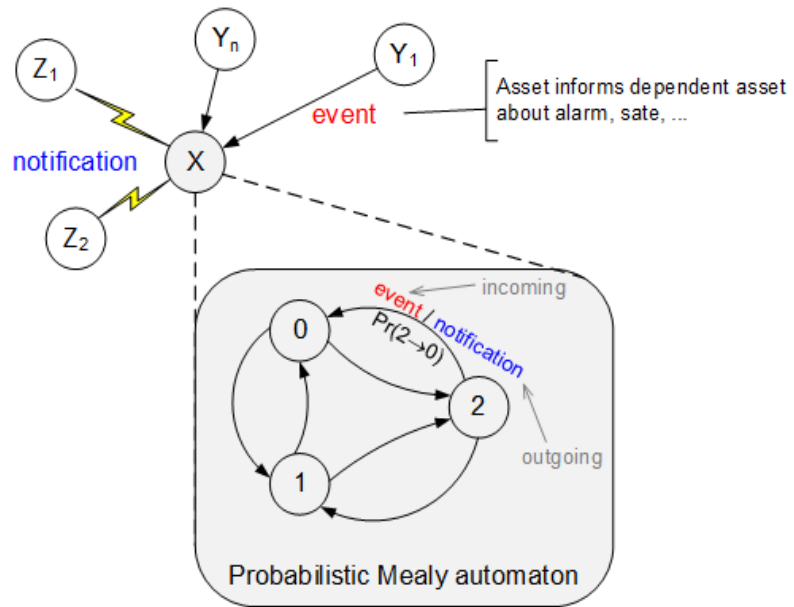 Z₁
Yₙ
Y₁
event
Asset informs dependent asset
about alarm, sate, ...
notification
X
Z₂
event / notification
incoming
Pr(2→0)
0
2
1
outgoing
Probabilistic Mealy automaton